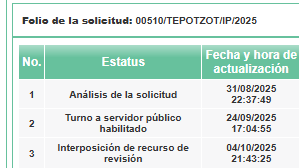 Folio de la solicitud: 00510/TEPOTZOT/IP/2025
No. Estatus Fecha y hora de actualización
1 Análisis de la solicitud 31/08/2025 22:37:49
2 Turno a servidor público habilitado 24/09/2025 17:04:55
3 Interposición de recurso de revisión 04/10/2025 21:43:25